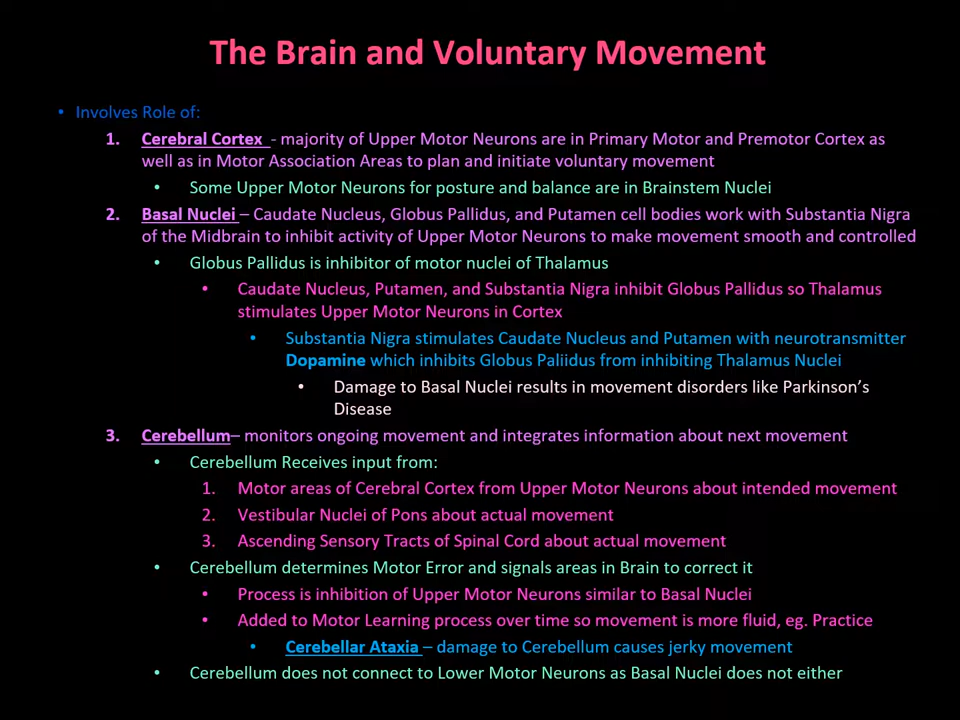 The Brain and Voluntary Movement
• Involves Role of:
1. Cerebral Cortex - majority of Upper Motor Neurons are in Primary Motor and Premotor Cortex as
well as in Motor Association Areas to plan and initiate voluntary movement
• Some Upper Motor Neurons for posture and balance are in Brainstem Nuclei
2. Basal Nuclei – Caudate Nucleus, Globus Pallidus, and Putamen cell bodies work with Substantia Nigra
of the Midbrain to inhibit activity of Upper Motor Neurons to make movement smooth and controlled
• Globus Pallidus is inhibitor of motor nuclei of Thalamus
• Caudate Nucleus, Putamen, and Substantia Nigra inhibit Globus Pallidus so Thalamus
stimulates Upper Motor Neurons in Cortex
• Substantia Nigra stimulates Caudate Nucleus and Putamen with neurotransmitter
Dopamine which inhibits Globus Paliidus from inhibiting Thalamus Nuclei
• Damage to Basal Nuclei results in movement disorders like Parkinson's
Disease
3. Cerebellum– monitors ongoing movement and integrates information about next movement
• Cerebellum Receives input from:
1. Motor areas of Cerebral Cortex from Upper Motor Neurons about intended movement
2. Vestibular Nuclei of Pons about actual movement
3. Ascending Sensory Tracts of Spinal Cord about actual movement
• Cerebellum determines Motor Error and signals areas in Brain to correct it
• Process is inhibition of Upper Motor Neurons similar to Basal Nuclei
• Added to Motor Learning process over time so movement is more fluid, eg. Practice
• Cerebellar Ataxia – damage to Cerebellum causes jerky movement
• Cerebellum does not connect to Lower Motor Neurons as Basal Nuclei does not either